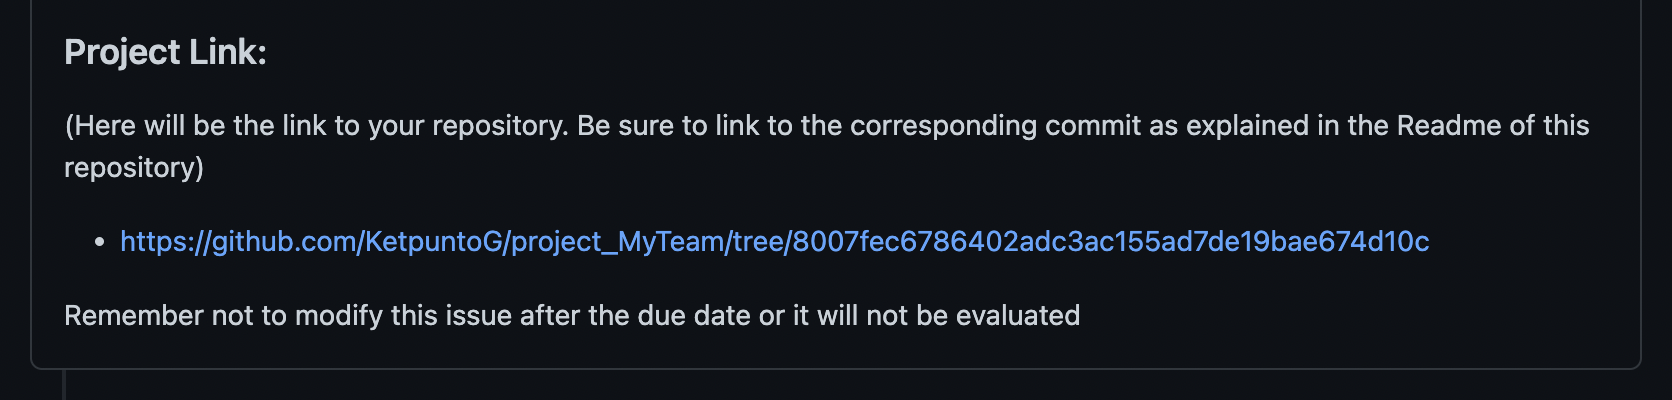 Project Link:
(Here will be the link to your repository. Be sure to link to the corresponding commit as explained in the Readme of this
repository)
• https://github.com/KetpuntoG/project_MyTeam/tree/8007fec6786402adc3ac155ad7de19bae674d10c
Remember not to modify this issue after the due date or it will not be evaluated